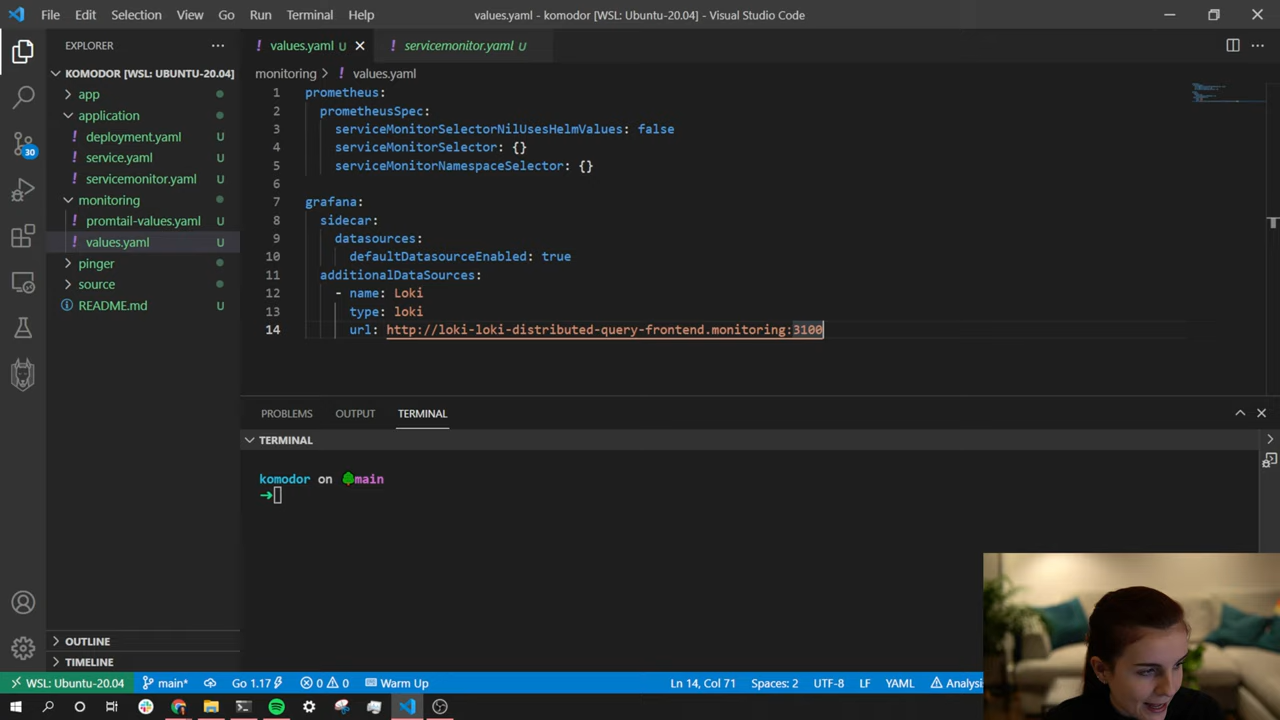 File Edit Selection View Go Run Terminal Help values.yaml - komodor [WSL: Ubuntu-20.04] - Visual Studio Code
EXPLORER
KOMODOR [WSL: UBUNTU-20.04]
app
application
deployment.yaml U
service.yaml U
servicemonitor.yaml U
monitoring
promtail-values.yaml U
values.yaml U
pinger
source
README.md U
OUTLINE
TIMELINE
30
values.yaml U servicemonitor.yaml U
monitoring > values.yaml
1 prometheus:
2 prometheusSpec:
3 serviceMonitorSelectorNilUsesHelmValues: false
4 serviceMonitorSelector: {}
5 serviceMonitorNamespaceSelector: {}
6
7 grafana:
8 sidecar:
9 datasources:
10 defaultDatasourceEnabled: true
11 additionalDataSources:
12 - name: Loki
13 type: loki
14 url: http://loki-loki-distributed-query-frontend.monitoring:3100
PROBLEMS OUTPUT TERMINAL
TERMINAL
komodor on main
WSL: Ubuntu-20.04 main* Go 1.17 0 0 Warm Up Ln 14, Col 71 Spaces: 2 UTF-8 LF YAML